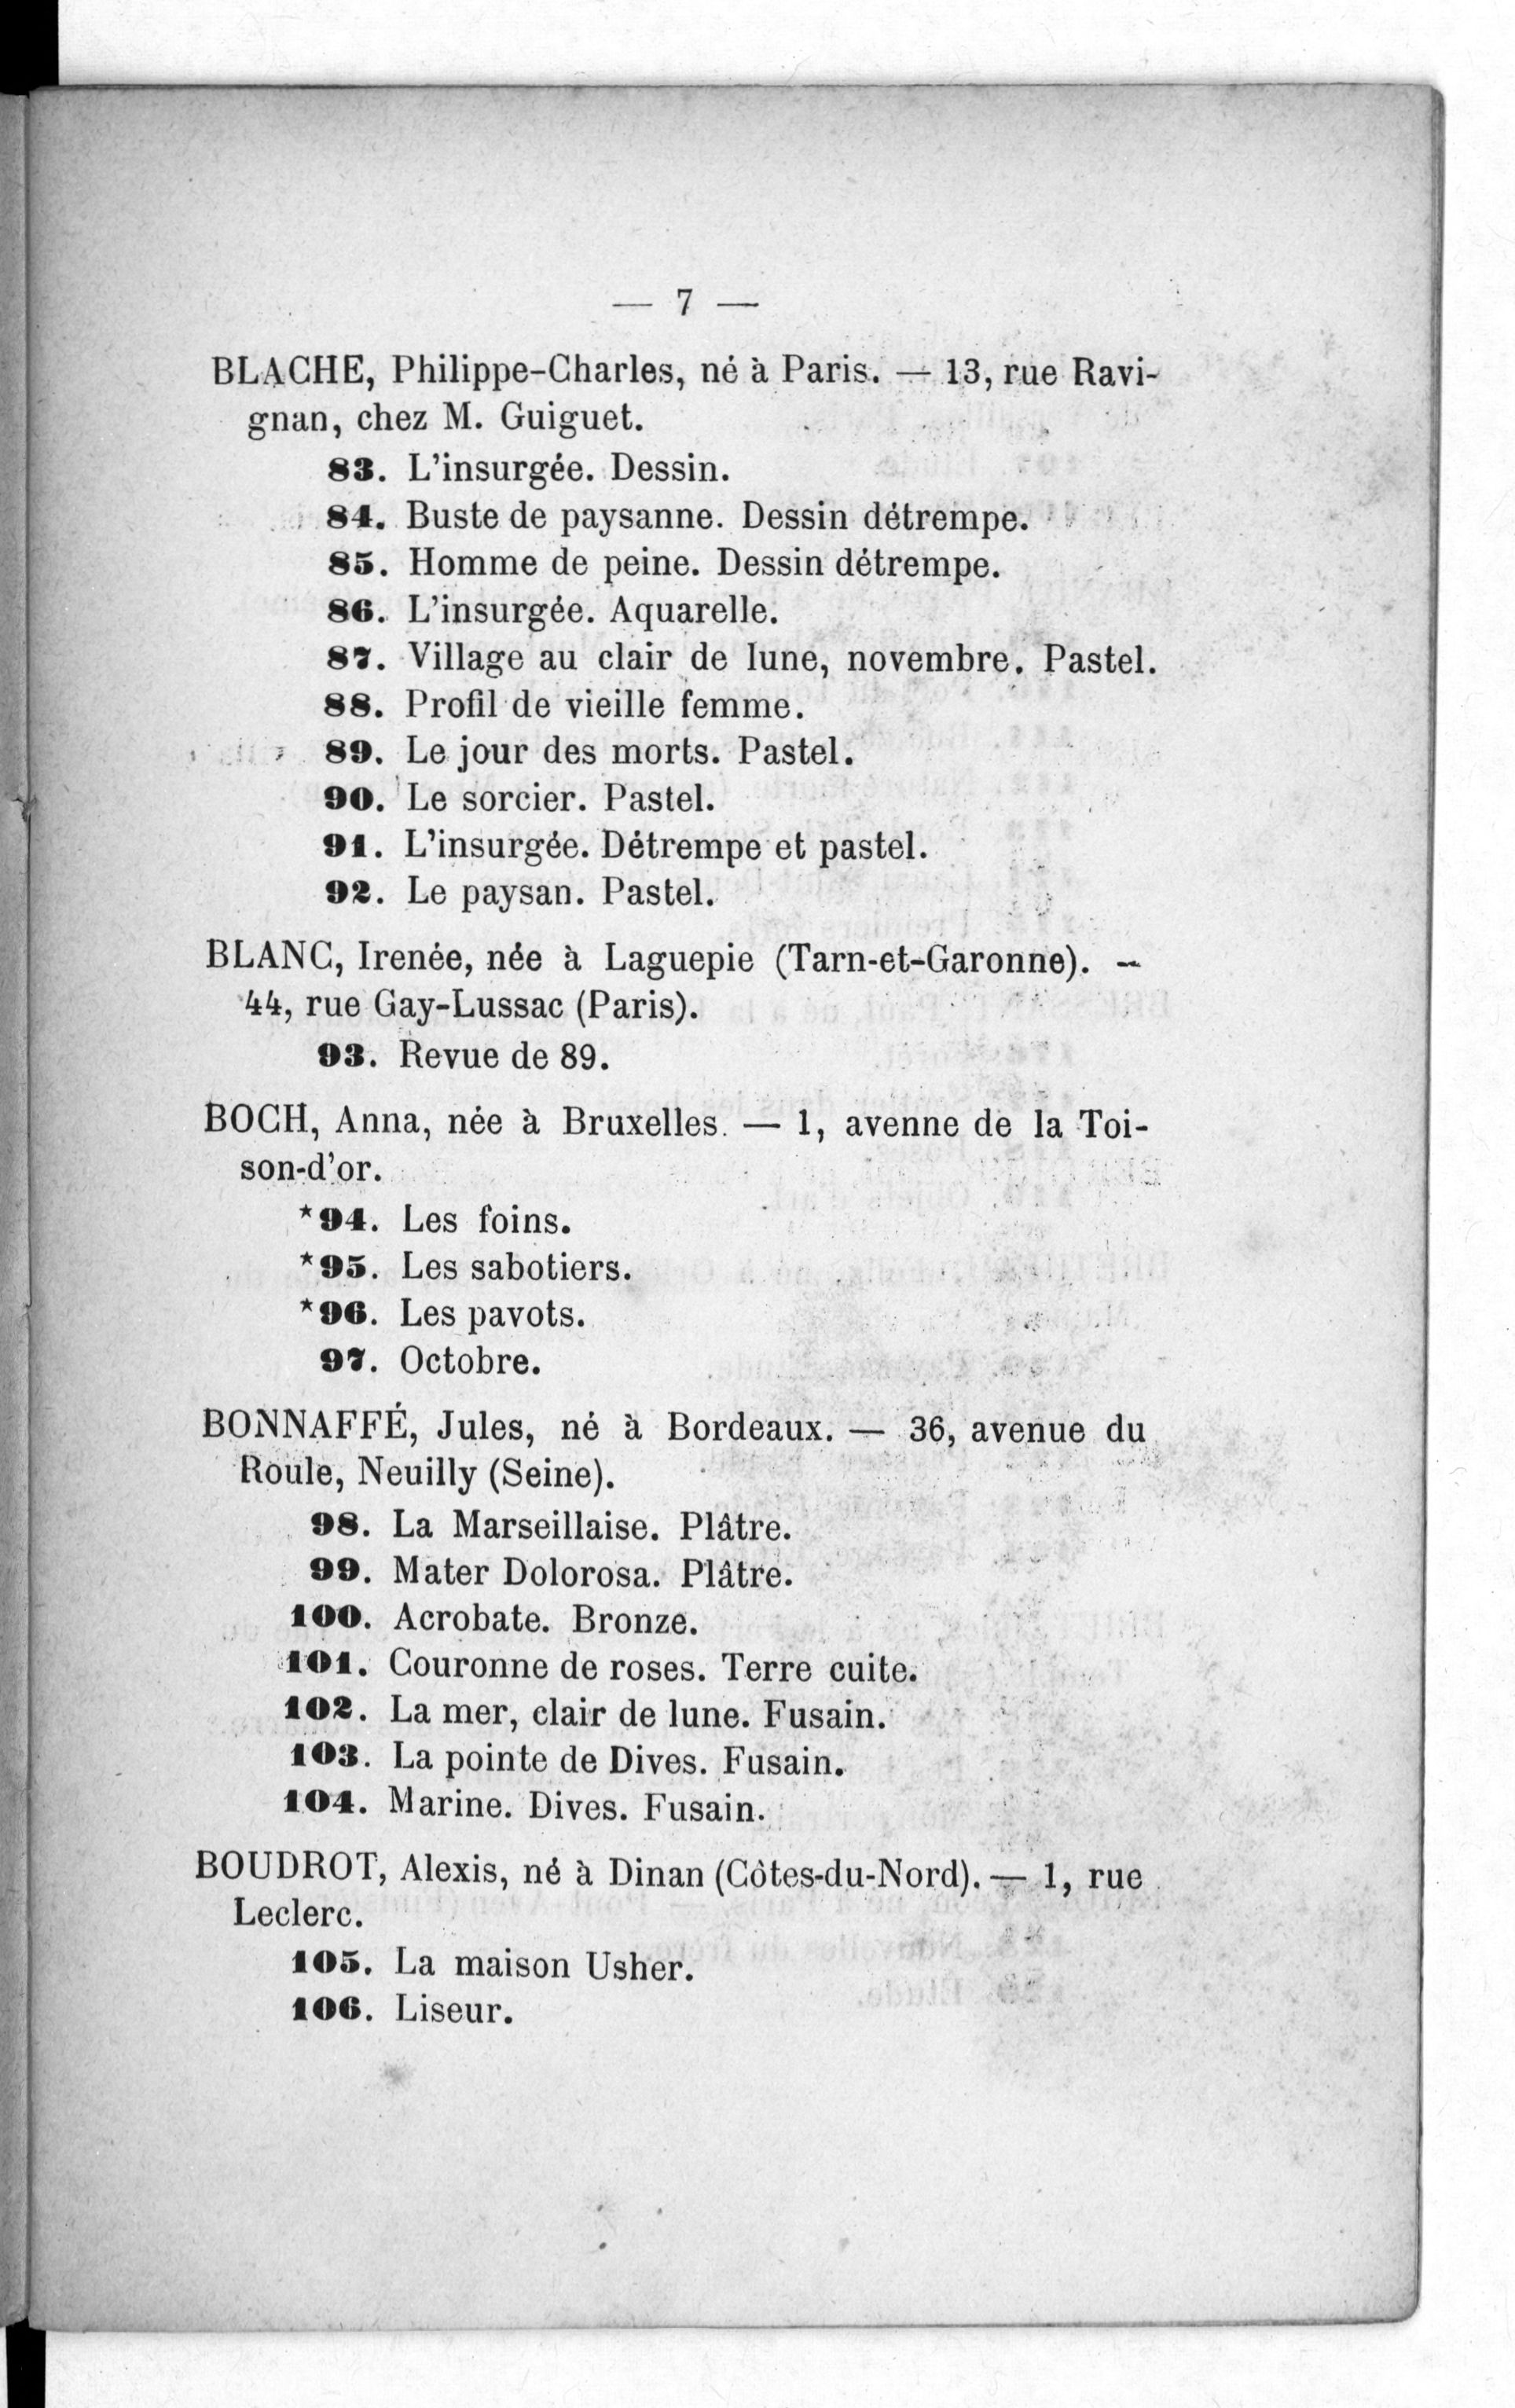 — 7 —
BLACHE, Philippe-Charles, né à Paris. — 13, rue Ravi-
gnan, chez M. Guiguet.
83. L'insurgée. Dessin.
84. Buste de paysanne. Dessin détrempe.
85. Homme de peine. Dessin détrempe.
86. L'insurgée. Aquarelle.
87. Village au clair de lune, novembre. Pastel.
88. Profil de vieille femme.
89. Le jour des morts. Pastel.
90. Le sorcier. Pastel.
91. L'insurgée. Détrempe et pastel.
92. Le paysan. Pastel.
BLANC, Irenée, née à Laguepie (Tarn-et-Garonne). —
44, rue Gay-Lussac (Paris).
93. Revue de 89.
BOCH, Anna, née à Bruxelles. — 1, avenne de la Toi-
son-d'or.
*94. Les foins.
*95. Les sabotiers.
*96. Les pavots.
97. Octobre.
BONNAFFÉ, Jules, né à Bordeaux. — 36, avenue du
Roule, Neuilly (Seine).
98. La Marseillaise. Plâtre.
99. Mater Dolorosa. Plâtre.
100. Acrobate. Bronze.
101. Couronne de roses. Terre cuite.
102. La mer, clair de lune. Fusain.
103. La pointe de Dives. Fusain.
104. Marine. Dives. Fusain.
BOUDROT, Alexis, né à Dinan (Côtes-du-Nord). — 1, rue
Leclerc.
105. La maison Usher.
106. Liseur.